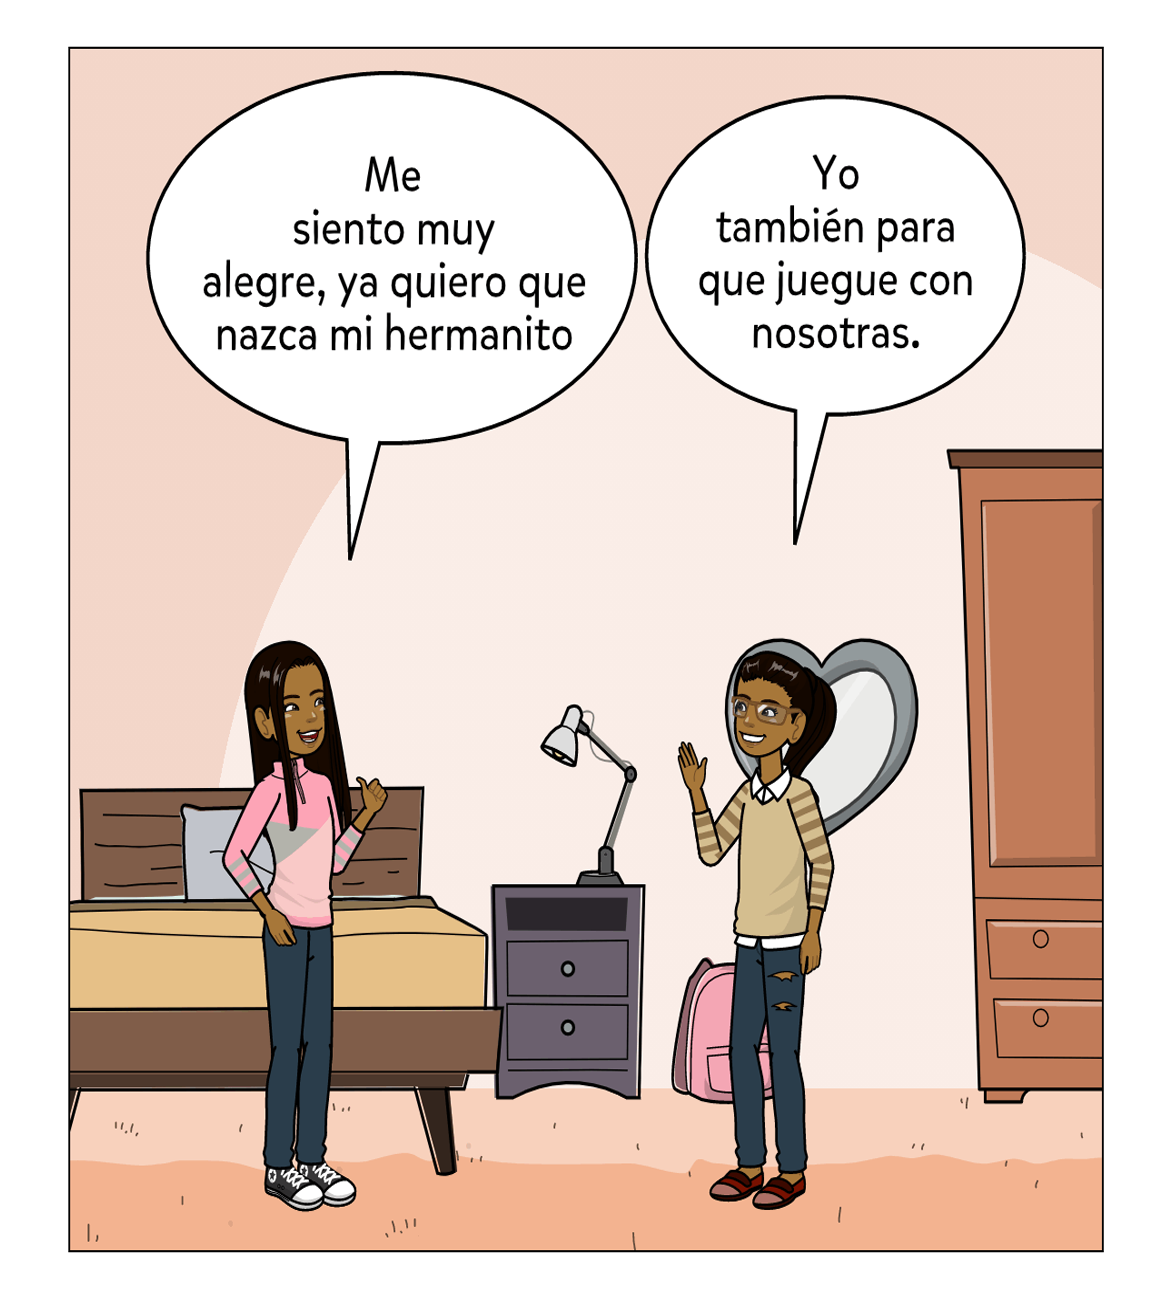 Me
siento muy
alegre, ya quiero que
nazca mi hermanito
Yo
también para
que juegue con
nosotras.